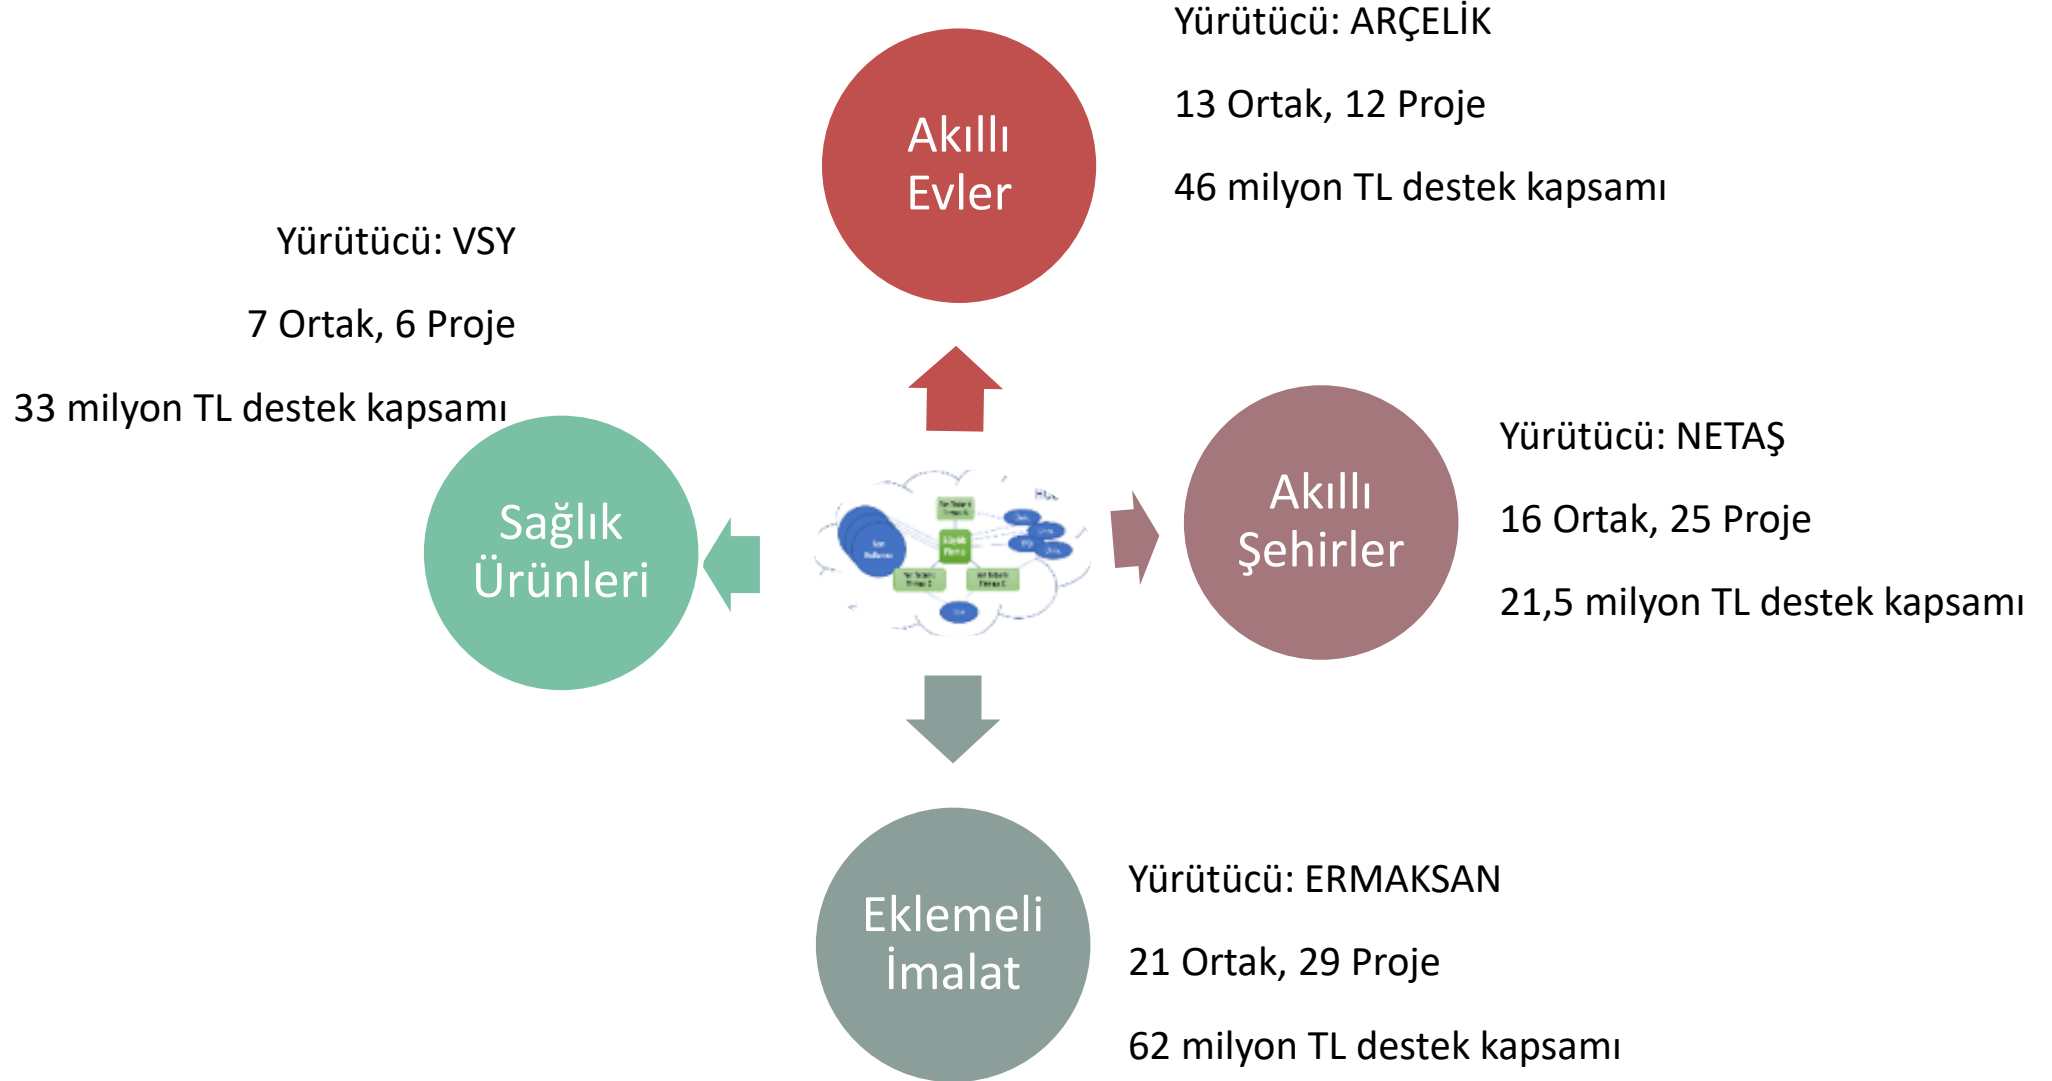 Yürütücü: ARÇELİK
13 Ortak, 12 Proje
46 milyon TL destek kapsamı
Akıllı
Evler
Yürütücü: VSY
7 Ortak, 6 Proje
33 milyon TL destek kapsamı
Sağlık
Ürünleri
Akıllı
Şehirler
Yürütücü: NETAŞ
16 Ortak, 25 Proje
21,5 milyon TL destek kapsamı
Büyük
Firma
Eklemeli
İmalat
Yürütücü: ERMAKSAN
21 Ortak, 29 Proje
62 milyon TL destek kapsamı